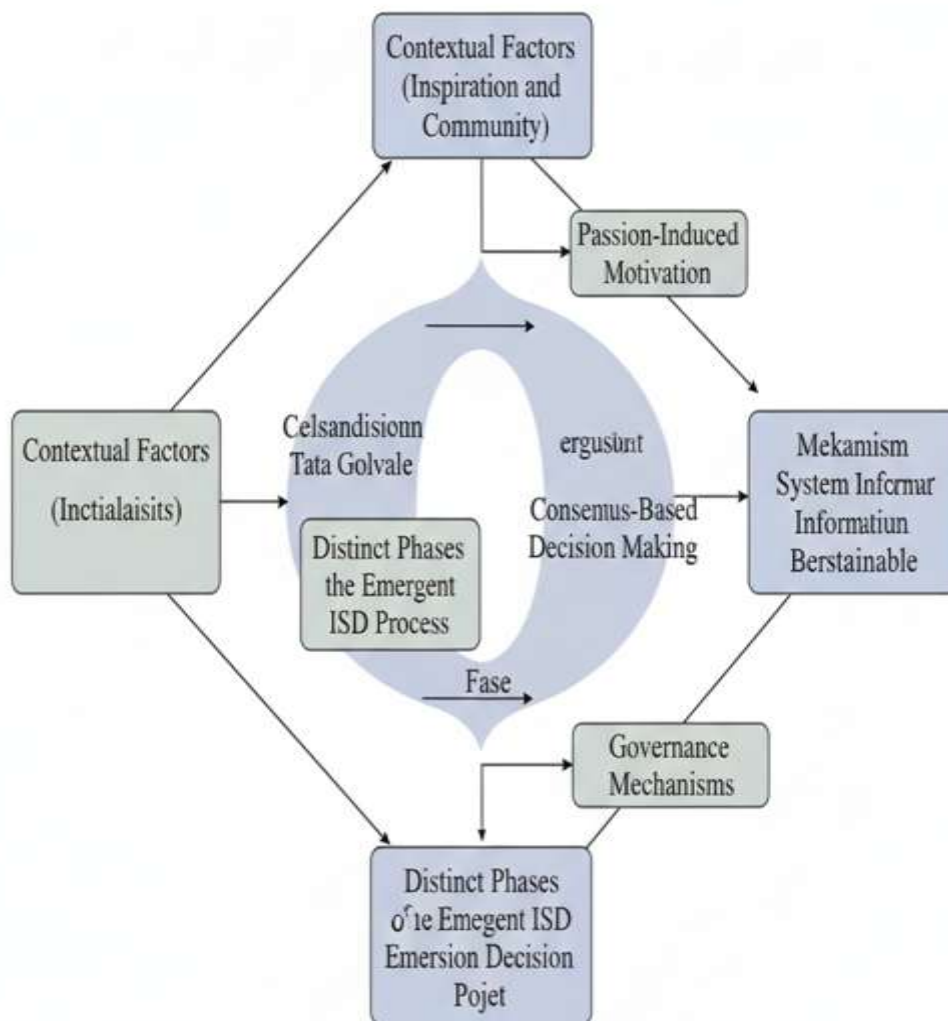 Contextual Factors
(Inspiration and
Community)
Passion-Induced
Motivation
Contextual Factors
(Inctialaisits)
Celsandisionn
Tata Golvale
ergusünt
Consemus-Based
Decision Making
Mekamism
System Infcrnar
Informatiun
Berstainable
Distinct Phases
the Emergent
ISD Process
Fase
Governance
Mechanisms
Distinct Phases
Emegent ISD
Emersion Decision
Pojet